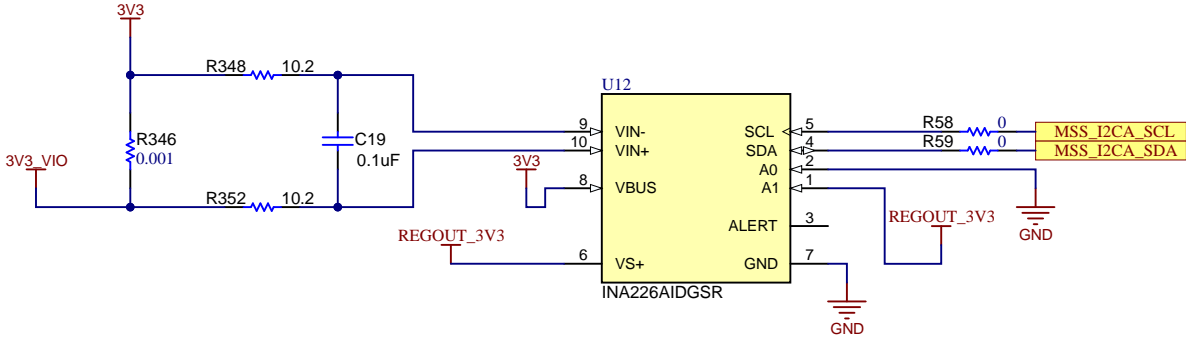 3V3
R348 10.2
U12
R346
0.001
C19
0.1uF
3V3_VIO
R352 10.2
9 VIN-
10 VIN+
3V3
8 VBUS
REGOUT_3V3
6 VS+
SCL 5 R58 0 MSS_I2CA_SCL
SDA 4 R59 0 MSS_I2CA_SDA
A0 2
A1 1
REGOUT_3V3
GND
ALERT 3
GND 7
INA226AIDGSR
GND